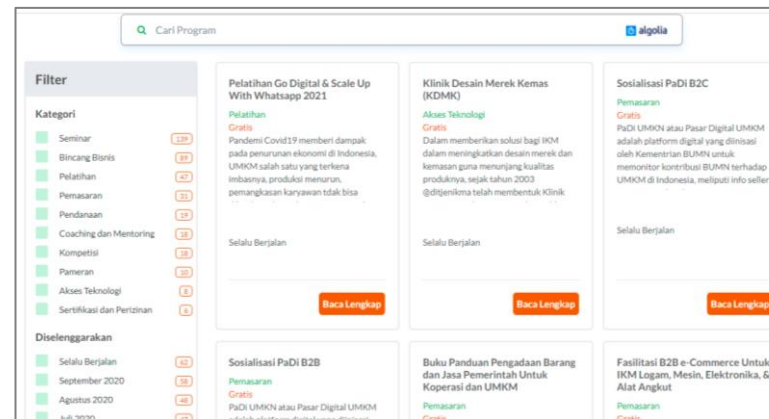 Cari Program
algolia
Filter
Kategori
Seminar 139
Bincang Bisnis 89
Pelatihan 47
Pemasaran 21
Pendanaan 19
Coaching dan Mentoring 18
Kompetisi 18
Pameran 10
Akses Teknologi 8
Sertifikasi dan Perizinan 6
Diselenggarakan
Selalu Berjalan 62
September 2020 58
Agustus 2020 48
Juli 2020
Pelatihan Go Digital & Scale Up
With Whatsapp 2021
Pelatihan
Gratis
Pandemi Covid19 memberi dampak
pada penurunan ekonomi di Indonesia,
UMKM salah satu yang terkena
imbasnya, produksi menurun,
pemangkasan karyawan tdak bisa
Selalu Berjalan
Baca Lengkap
Klinik Desain Merek Kemas
(KDMK)
Akses Teknologi
Gratis
Dalam memberikan solusi bagi IKM
dalam meningkatkan desain merek dan
kemasan guna menunjang kualitas
produknya, sejak tahun 2003
@ditjenikma telah membentuk Klinik
Selalu Berjalan
Baca Lengkap
Sosialisasi PaDi B2C
Pemasaran
Gratis
PaDi UMKN atau Pasar Digital UMKM
adalah platform digital yang diinisasi
oleh Kementrian BUMN untuk
memonitor kontribusi BUMN terhadap
UMKM di Indonesia, meliputi info seller
Selalu Berjalan
Baca Lengkap
Sosialisasi PaDi B2B
Pemasaran
Gratis
PaDi UMKN atau Pasar Digital UMKM
Buku Panduan Pengadaan Barang
dan Jasa Pemerintah Untuk
Koperasi dan UMKM
Pemasaran
Gratis
Fasilitasi B2B e-Commerce Untuk
IKM Logam, Mesin, Elektronika, &
Alat Angkut
Pemasaran
Gratis